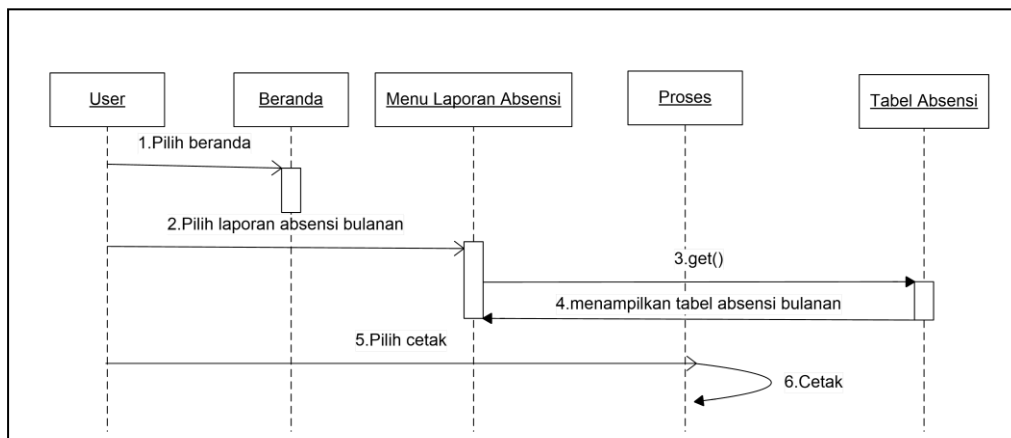 User
Beranda
Menu Laporan Absensi
Proses
Tabel Absensi
1.Pilih beranda
2.Pilih laporan absensi bulanan
3.get()
4.menampilkan tabel absensi bulanan
5.Pilih cetak
6.Cetak